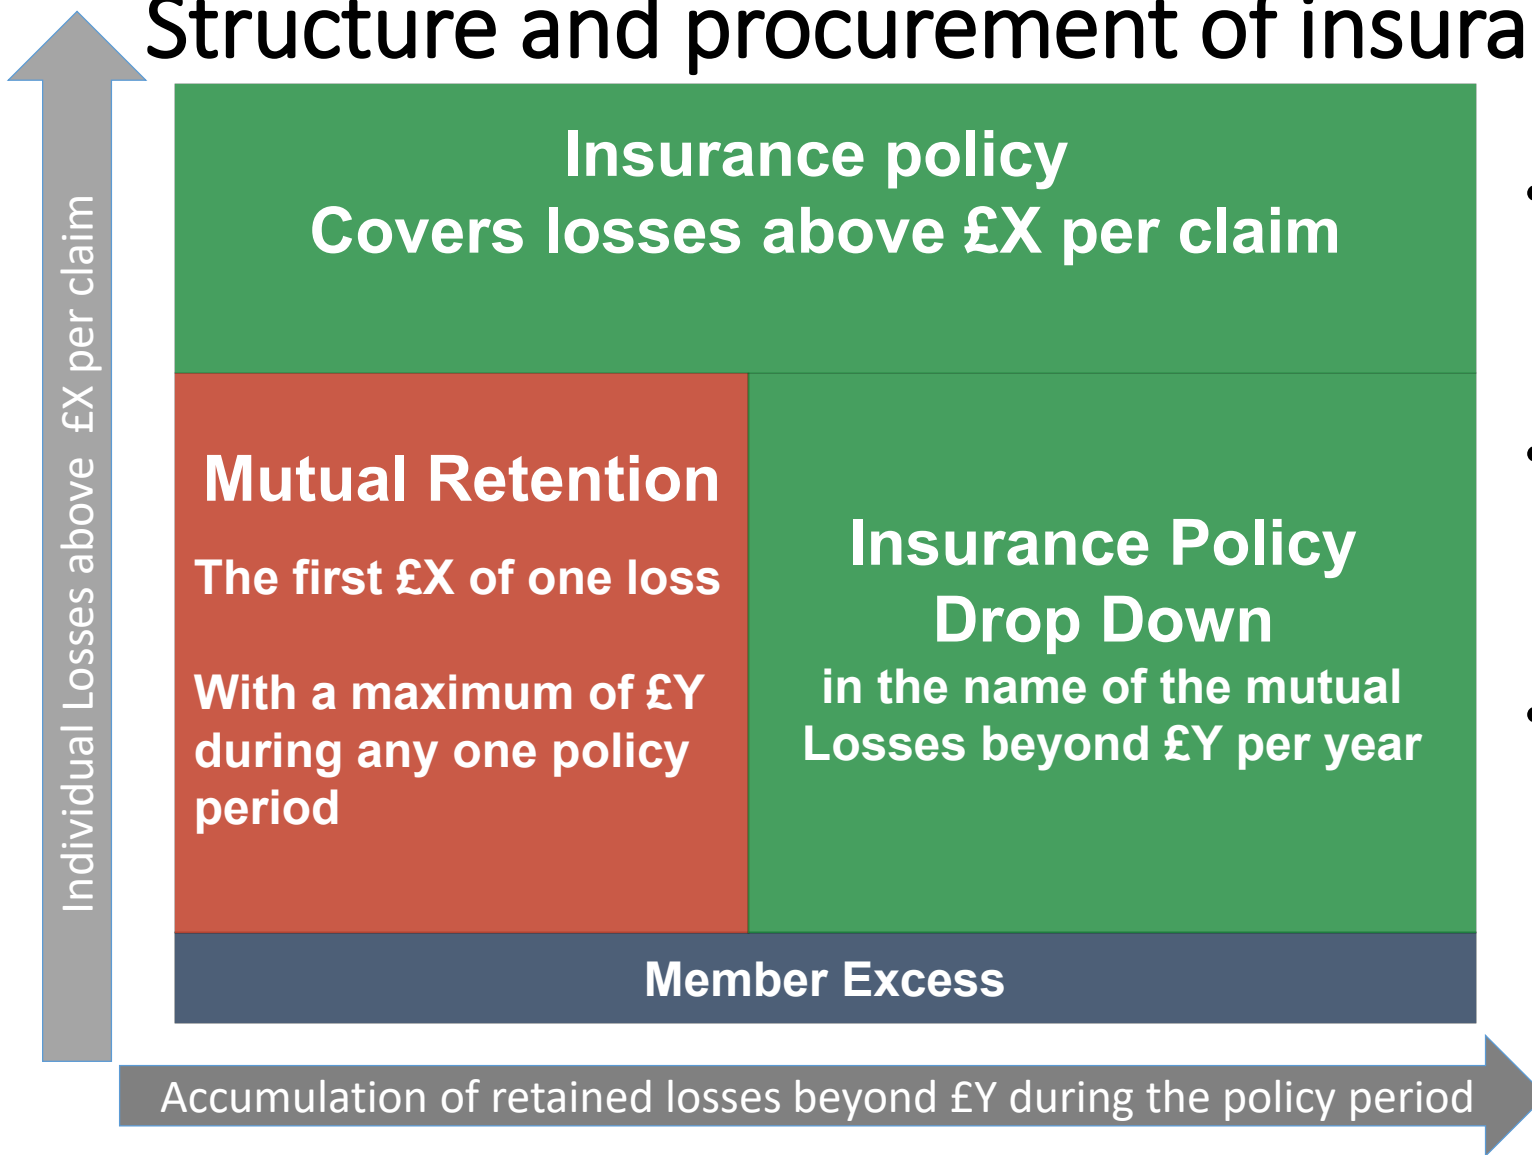 Structure and procurement of insura
Insurance policy
Covers losses above £X per claim
Individual Losses above £X per claim
Mutual Retention
The first £X of one loss
With a maximum of £Y
during any one policy
period
Insurance Policy
Drop Down
in the name of the mutual
Losses beyond £Y per year
Member Excess
Accumulation of retained losses beyond £Y during the policy period